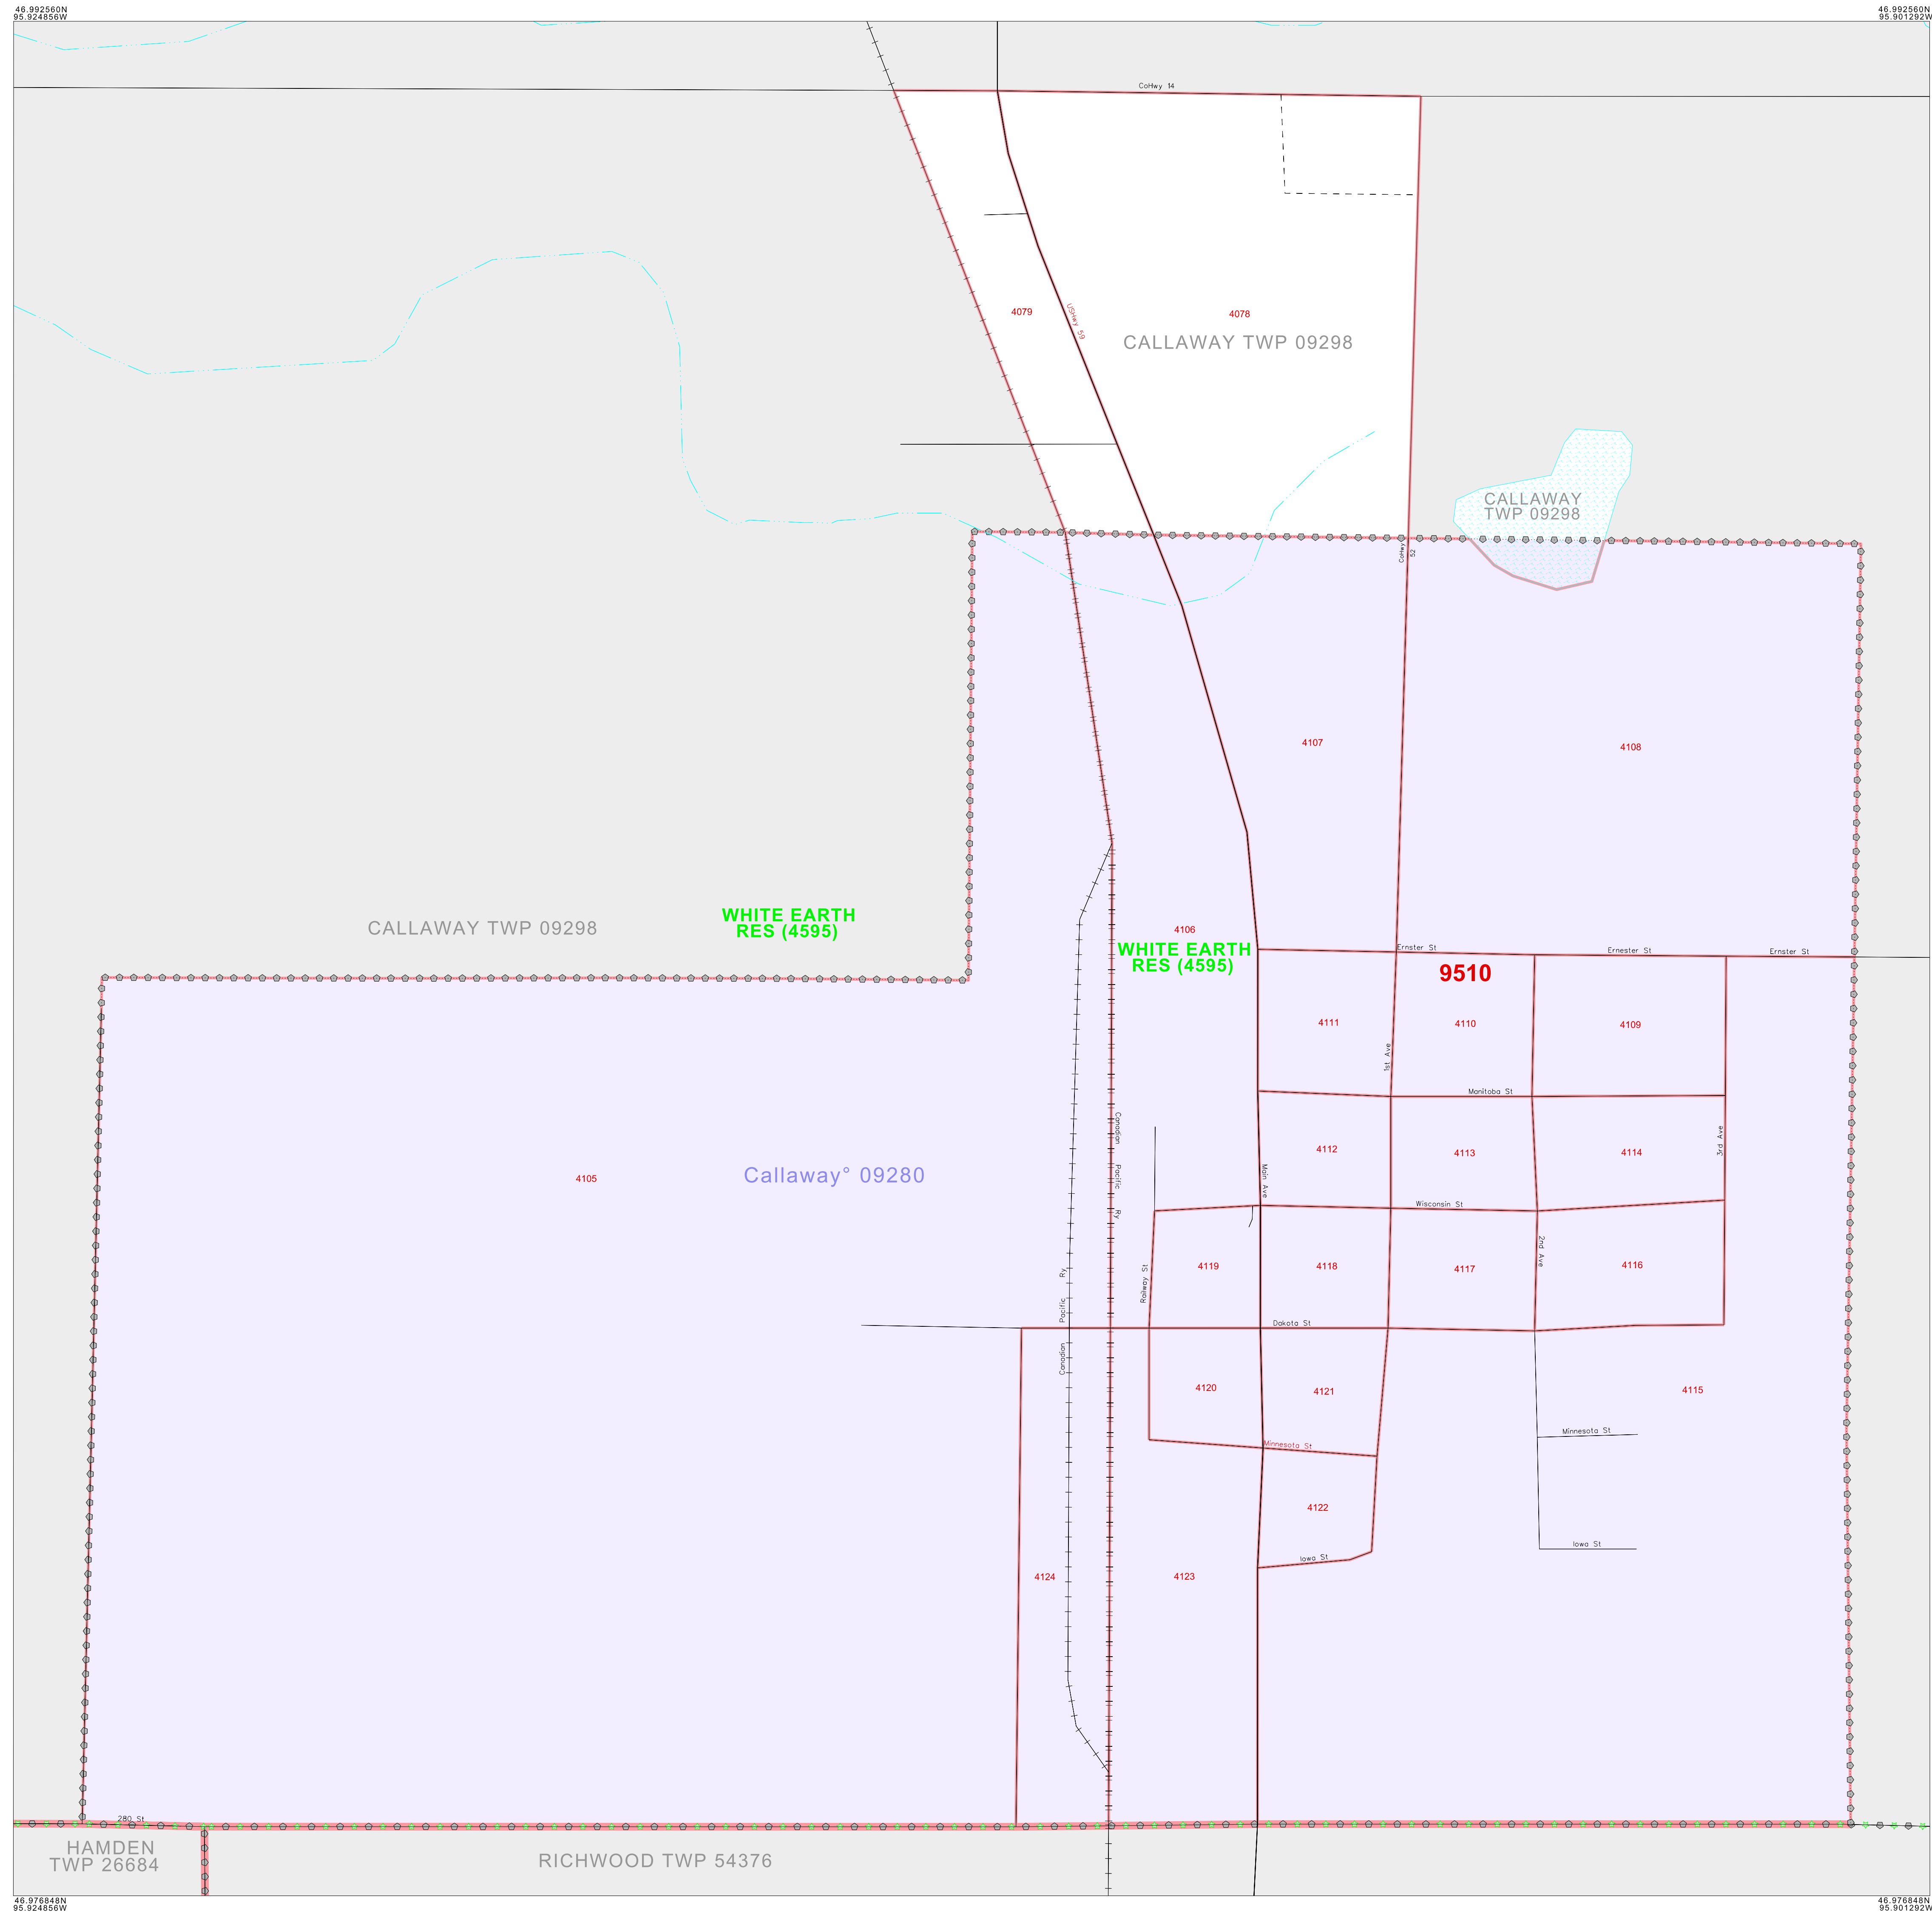 46.992560N
95.924856W
46.992560N
95.901292W
CoHwy 14
4079
USHwy 59
4078
CALLAWAY TWP 09298
CALLAWAY
TWP 09298
CoHwy 52
4107
4108
CALLAWAY TWP 09298
WHITE EARTH
RES (4595)
4106
WHITE EARTH
RES (4595)
Ernster St
Ernester St
Ernster St
9510
4111
4110
4109
1st Ave
Manitoba St
Canadian Pacific Ry
4112
4113
4114
3rd Ave
4105
Callaway° 09280
Main Ave
Wisconsin St
2nd Ave
Railway St
4119
4118
4117
4116
Canadian Pacific Ry
Dakota St
4120
4121
4115
Minnesota St
Minnesota St
4122
Iowa St
Iowa St
4124
4123
280 St
HAMDEN
TWP 26684
RICHWOOD TWP 54376
46.976848N
95.924856W
46.976848N
95.901292W